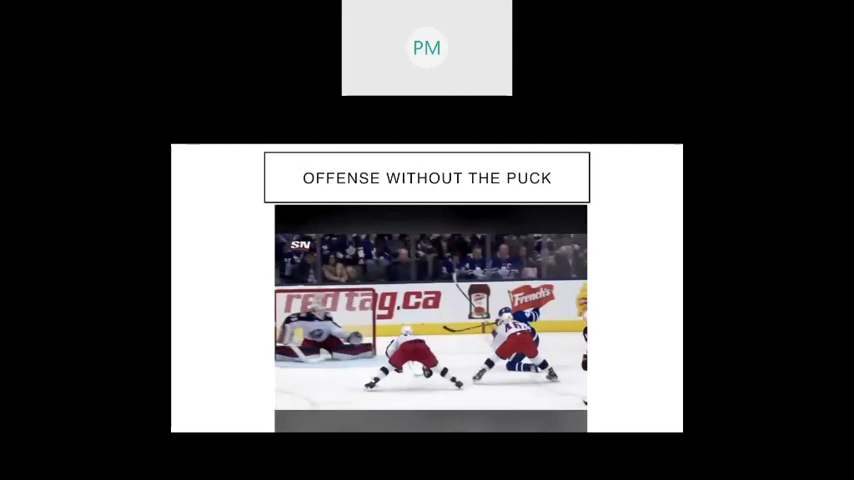 PM
OFFENSE WITHOUT THE PUCK
SN
redtag.ca
French's